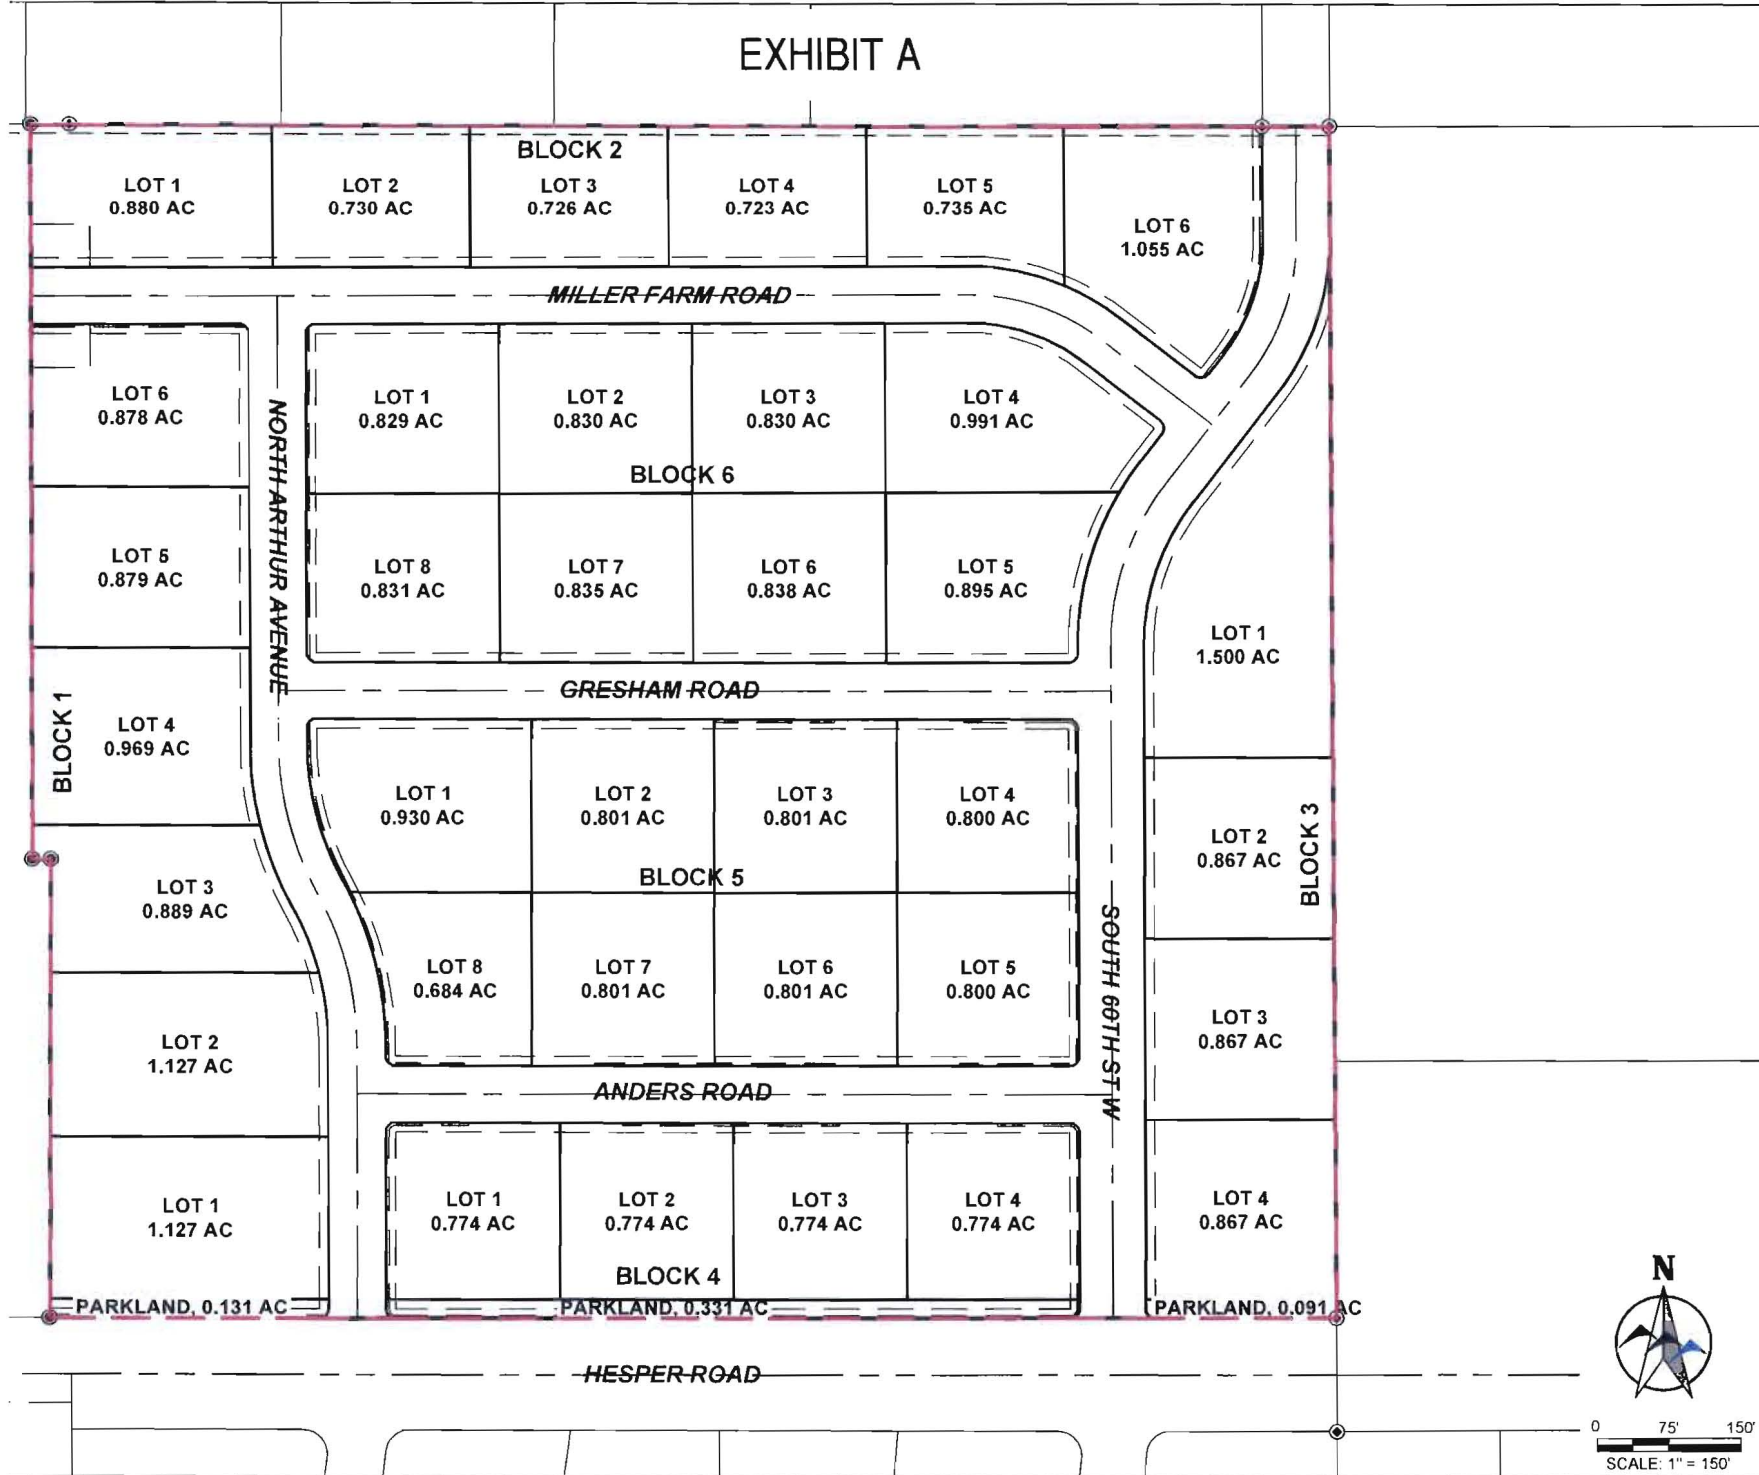 EXHIBIT A
BLOCK 2
LOT 1
0.880 AC
LOT 2
0.730 AC
LOT 3
0.726 AC
LOT 4
0.723 AC
LOT 5
0.735 AC
LOT 6
1.055 AC
MILLER FARM ROAD
LOT 6
0.878 AC
LOT 5
0.879 AC
BLOCK 1
LOT 4
0.969 AC
LOT 3
0.889 AC
LOT 2
1.127 AC
LOT 1
1.127 AC
NORTH ARTHUR AVENUE
LOT 1
0.829 AC
LOT 2
0.830 AC
LOT 3
0.830 AC
LOT 4
0.991 AC
BLOCK 6
LOT 8
0.831 AC
LOT 7
0.835 AC
LOT 6
0.838 AC
LOT 5
0.895 AC
GRESHAM ROAD
LOT 1
0.930 AC
LOT 2
0.801 AC
LOT 3
0.801 AC
LOT 4
0.800 AC
BLOCK 5
LOT 8
0.684 AC
LOT 7
0.801 AC
LOT 6
0.801 AC
LOT 5
0.800 AC
ANDERS ROAD
LOT 1
0.774 AC
LOT 2
0.774 AC
LOT 3
0.774 AC
LOT 4
0.774 AC
BLOCK 4
SOUTH 60TH ST W
LOT 1
1.500 AC
LOT 2
0.867 AC
BLOCK 3
LOT 3
0.867 AC
LOT 4
0.867 AC
PARKLAND, 0.131 AC
PARKLAND, 0.331 AC
PARKLAND, 0.091 AC
HESPER ROAD
N
0 75' 150'
SCALE: 1" = 150'